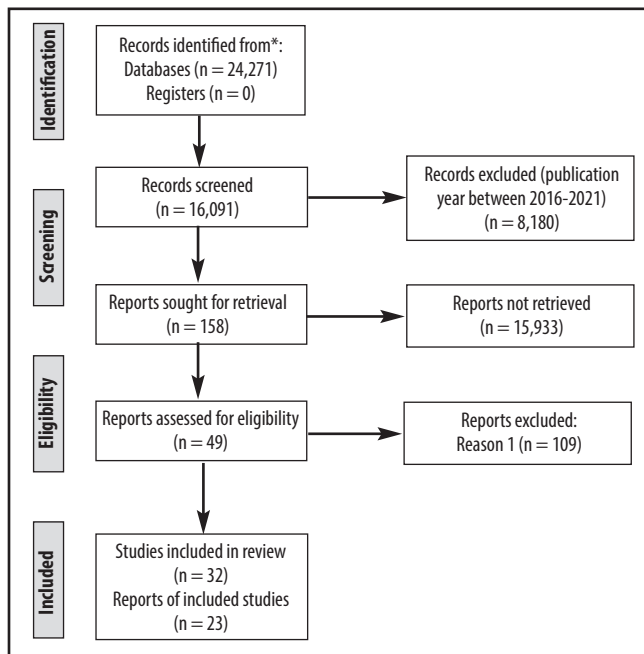 Identification
Records identified from*:
Databases (n = 24,271)
Registers (n = 0)
Screening
Records screened
(n = 16,091)
Records excluded (publication
year between 2016-2021)
(n = 8,180)
Reports sought for retrieval
(n = 158)
Reports not retrieved
(n = 15,933)
Eligibility
Reports assessed for eligibility
(n = 49)
Reports excluded:
Reason 1 (n = 109)
Included
Studies included in review
(n = 32)
Reports of included studies
(n = 23)